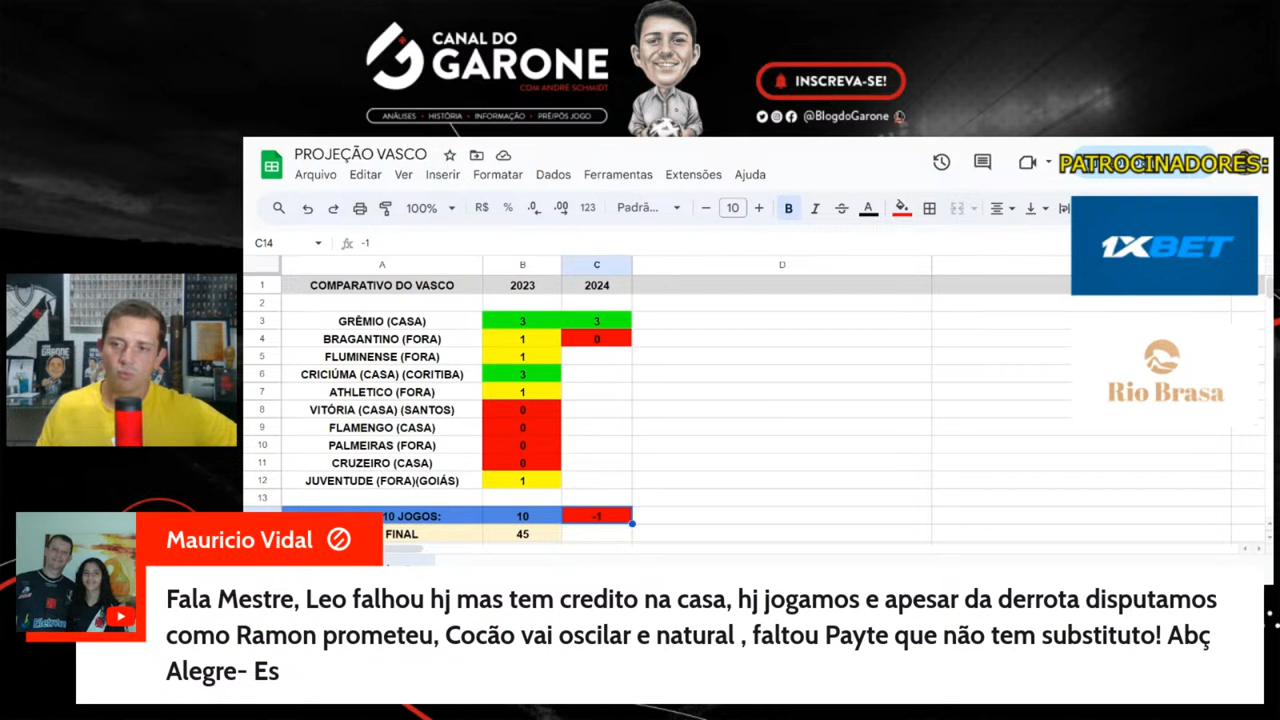 CANAL DO
GARONE
COM ANDRÉ SCHMIDT
ANÁLISES • HISTÓRIA • INFORMAÇÃO • PRÉ/PÓS JOGO
INSCREVA-SE!
@BlogdoGarone
PROJEÇÃO VASCO
Arquivo Editar Ver Inserir Formatar Dados Ferramentas Extensões Ajuda
PATROCINADORES:
100% R$ % .0 .00 123 Padrã... − 10 + B I A
C14 fx -1
A B C D
1 COMPARATIVO DO VASCO 2023 2024
2
3 GRÊMIO (CASA) 3 3
4 BRAGANTINO (FORA) 1 0
5 FLUMINENSE (FORA) 1
6 CRICIÚMA (CASA) (CORITIBA) 3
7 ATHLETICO (FORA) 1
8 VITÓRIA (CASA) (SANTOS) 0
9 FLAMENGO (CASA) 0
10 PALMEIRAS (FORA) 0
11 CRUZEIRO (CASA) 0
12 JUVENTUDE (FORA)(GOIÁS) 1
13
10 JOGOS: 10 -1
FINAL 45
1XBET
Rio Brasa
GARONE
Mauricio Vidal
Fala Mestre, Leo falhou hj mas tem credito na casa, hj jogamos e apesar da derrota disputamos
como Ramon prometeu, Cocão vai oscilar e natural , faltou Payte que não tem substituto! Abç
Alegre- Es